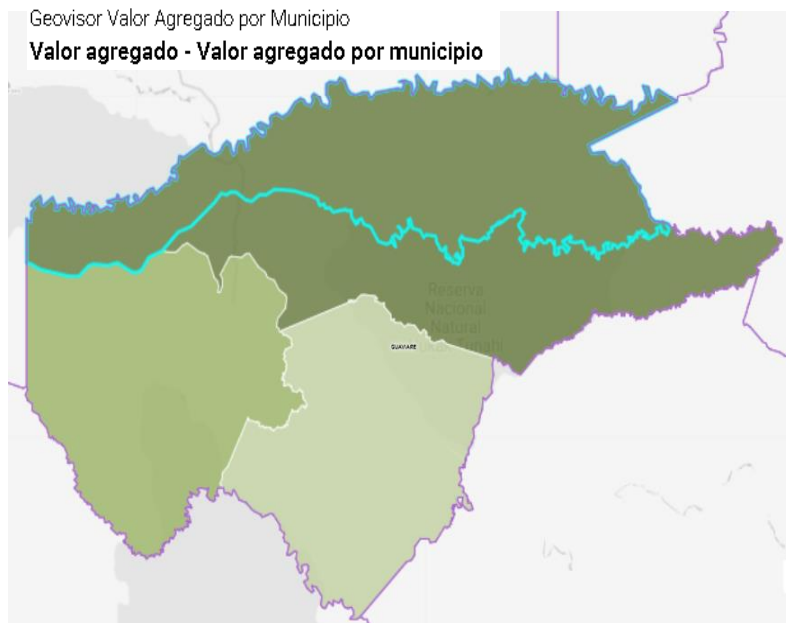 Geovisor Valor Agregado por Municipio
Valor agregado - Valor agregado por municipio
Reserva
Nacional
Natural
GUAVIARE